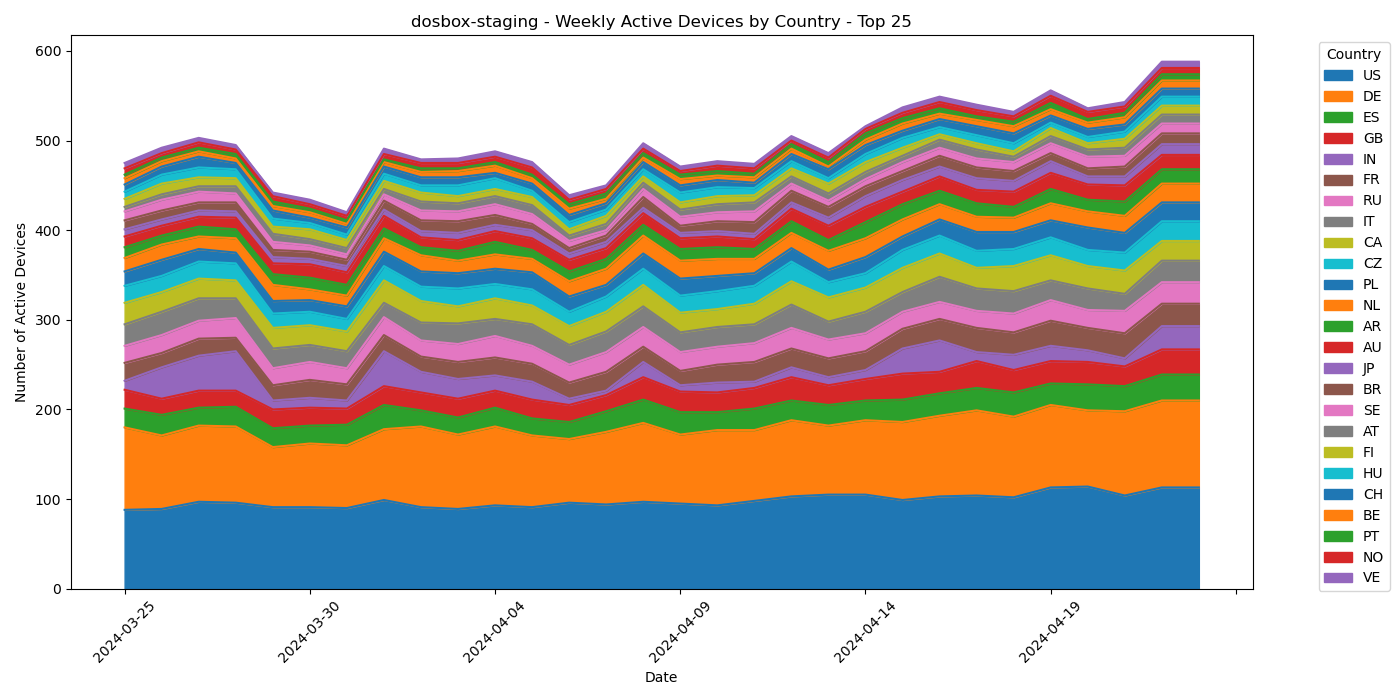 dosbox-staging - Weekly Active Devices by Country - Top 25
Number of Active Devices
600
500
400
300
200
100
0
2024-03-25
2024-03-30
2024-04-04
2024-04-09
2024-04-14
2024-04-19
Date
Country
US
DE
ES
GB
IN
FR
RU
IT
CA
CZ
PL
NL
AR
AU
JP
BR
SE
AT
FI
HU
CH
BE
PT
NO
VE